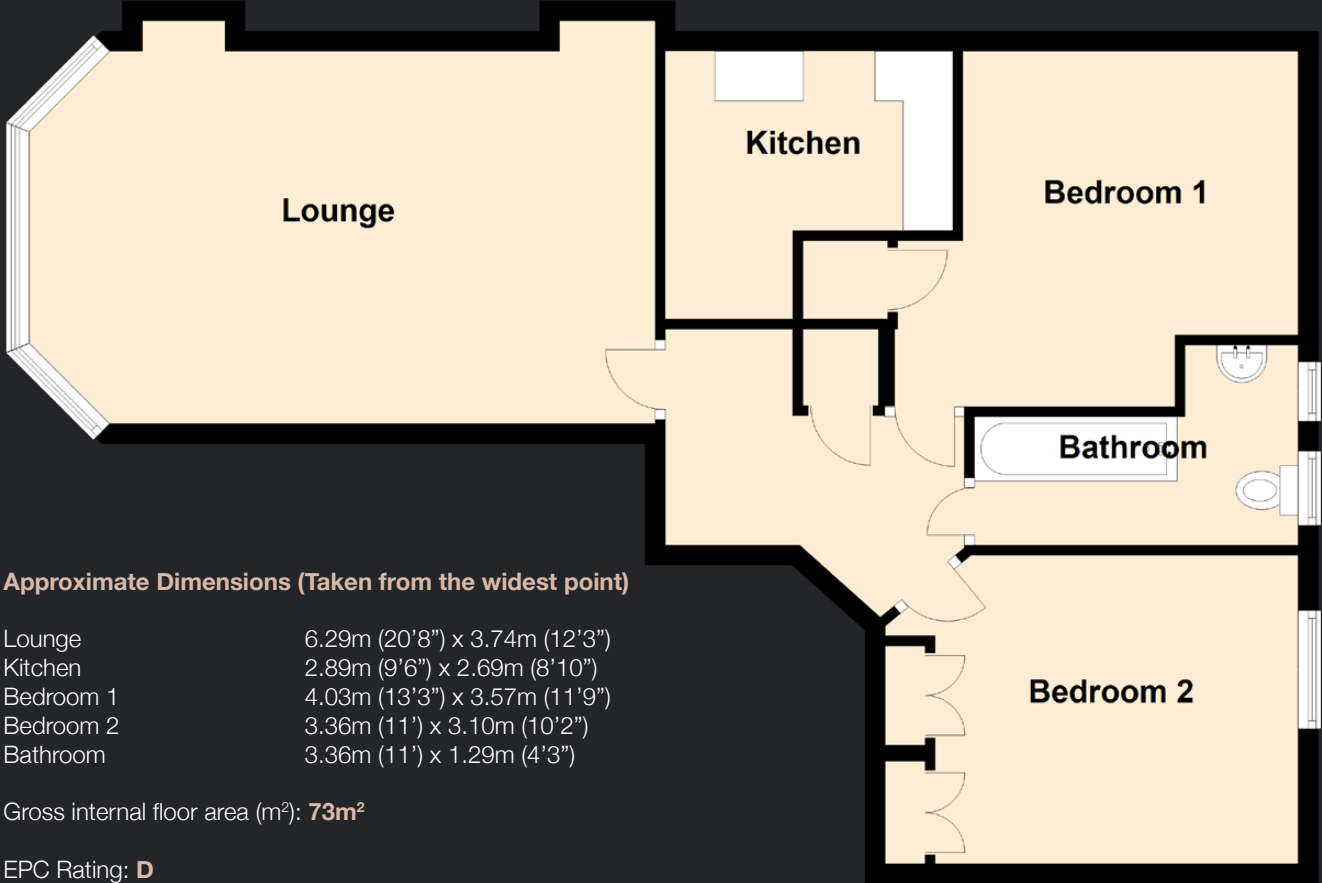 Lounge
Kitchen
Bedroom 1
Bathroom
Bedroom 2
Approximate Dimensions (Taken from the widest point)
Lounge 6.29m (20’8”) x 3.74m (12’3”)
Kitchen 2.89m (9’6”) x 2.69m (8’10”)
Bedroom 1 4.03m (13’3”) x 3.57m (11’9”)
Bedroom 2 3.36m (11’) x 3.10m (10’2”)
Bathroom 3.36m (11’) x 1.29m (4’3”)
Gross internal floor area (m²): 73m²
EPC Rating: D